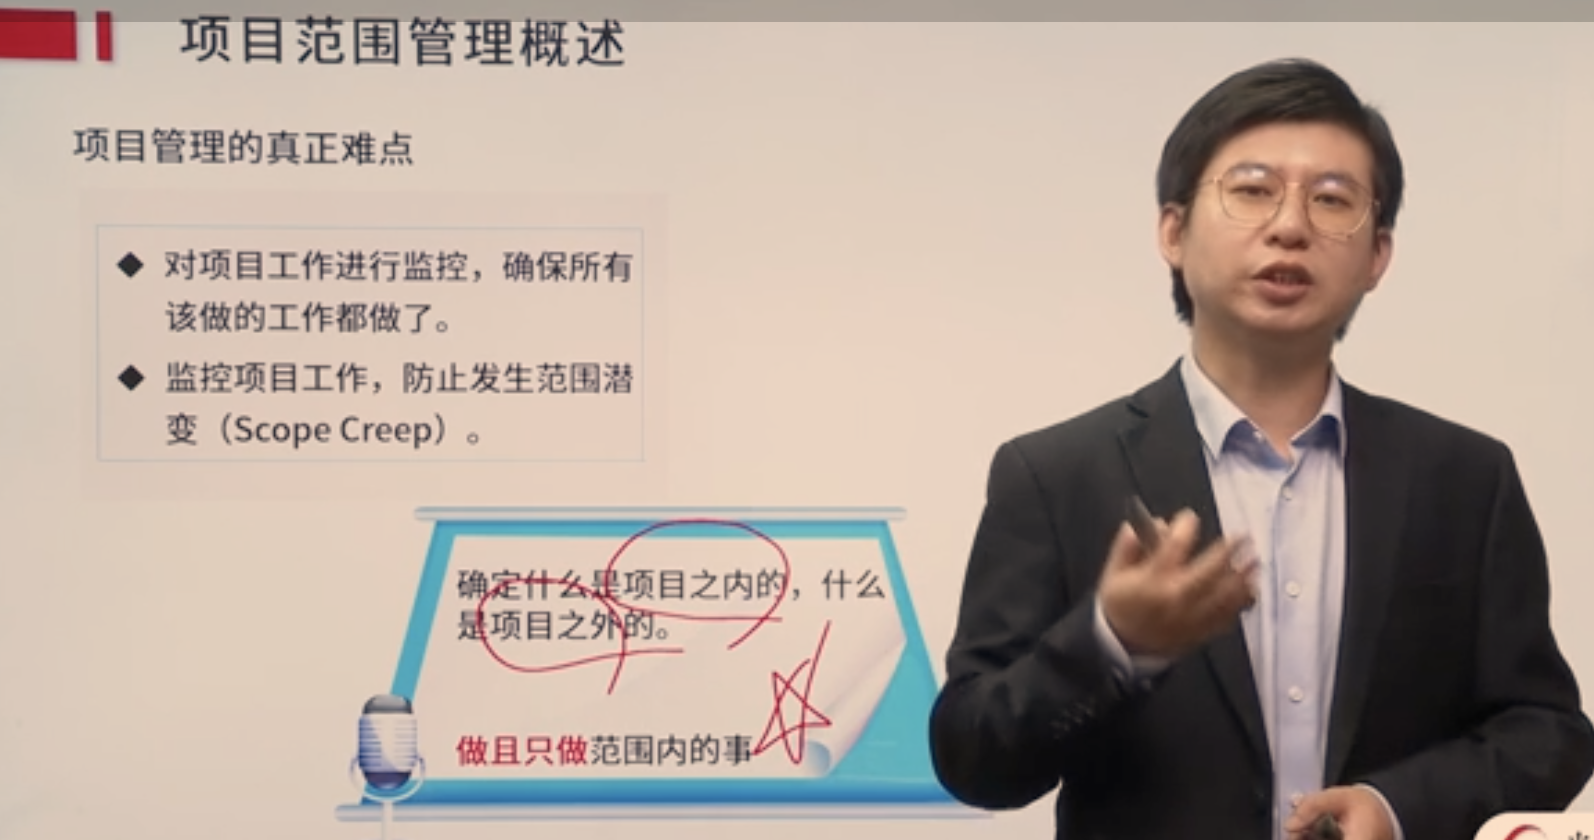 项目范围管理概述
项目管理的真正难点
◆ 对项目工作进行监控，确保所有
该做的工作都做了。
◆ 监控项目工作，防止发生范围潜
变（Scope Creep）。
确定什么是项目之内的，什么
是项目之外的。
做且只做范围内的事